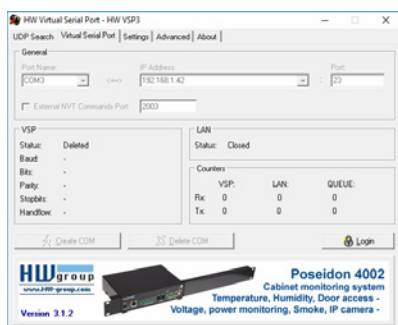 HW Virtual Serial Port - HW VSP3
UDP Search Virtual Serial Port Settings Advanced About
General
Port Name: IP Address: Port:
COM3 <==> 192.168.1.42 : 23
External NVT Commands Port 2003
VSP
Status: Deleted
Baud: -
Bits: -
Parity: -
Stopbits: -
Handflow: -
LAN
Status: Closed
Counters
VSP: LAN: QUEUE:
Rx: 0 0 0
Tx: 0 0 0
Create COM Delete COM Login
HWgroup
www.HW-group.com
Version 3.1.2
Poseidon 4002
Cabinet monitoring system
Temperature, Humidity, Door access -
Voltage, power monitoring, Smoke, IP camera -